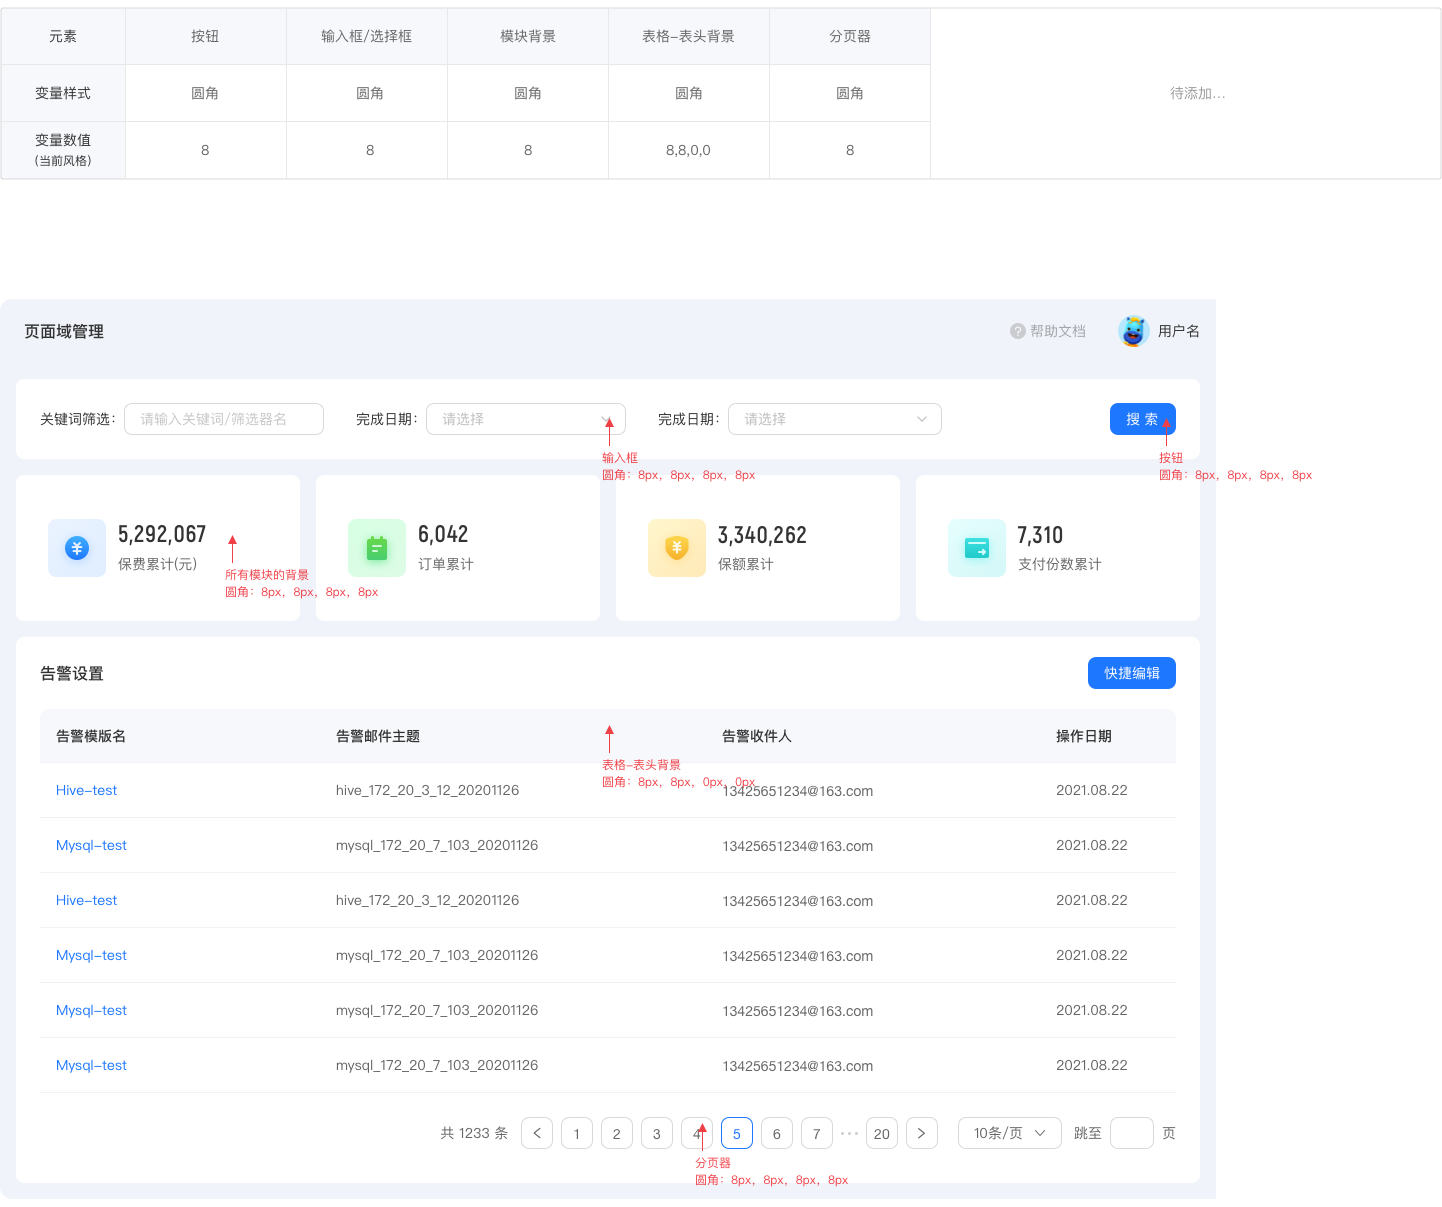 元素 按钮 输入框/选择框 模块背景 表格-表头背景 分页器
变量样式 圆角 圆角 圆角 圆角 圆角 待添加...
变量数值
(当前风格) 8 8 8 8,8,0,0 8
页面域管理 帮助文档 用户名
关键词筛选: 请输入关键词/筛选器名 完成日期: 请选择 完成日期: 请选择 搜 索
输入框
圆角: 8px, 8px, 8px, 8px
按钮
圆角: 8px, 8px, 8px, 8px
5,292,067
保费累计(元)
6,042
订单累计
3,340,262
保额累计
7,310
支付份数累计
所有模块的背景
圆角: 8px, 8px, 8px, 8px
告警设置 快捷编辑
告警模版名 告警邮件主题 告警收件人 操作日期
表格-表头背景
圆角: 8px, 8px, 0px, 0px
Hive-test hive_172_20_3_12_20201126 13425651234@163.com 2021.08.22
Mysql-test mysql_172_20_7_103_20201126 13425651234@163.com 2021.08.22
Hive-test hive_172_20_3_12_20201126 13425651234@163.com 2021.08.22
Mysql-test mysql_172_20_7_103_20201126 13425651234@163.com 2021.08.22
Mysql-test mysql_172_20_7_103_20201126 13425651234@163.com 2021.08.22
Mysql-test mysql_172_20_7_103_20201126 13425651234@163.com 2021.08.22
共 1233 条 < 1 2 3 4 5 6 7 ··· 20 > 10条/页 跳至 页
分页器
圆角: 8px, 8px, 8px, 8px